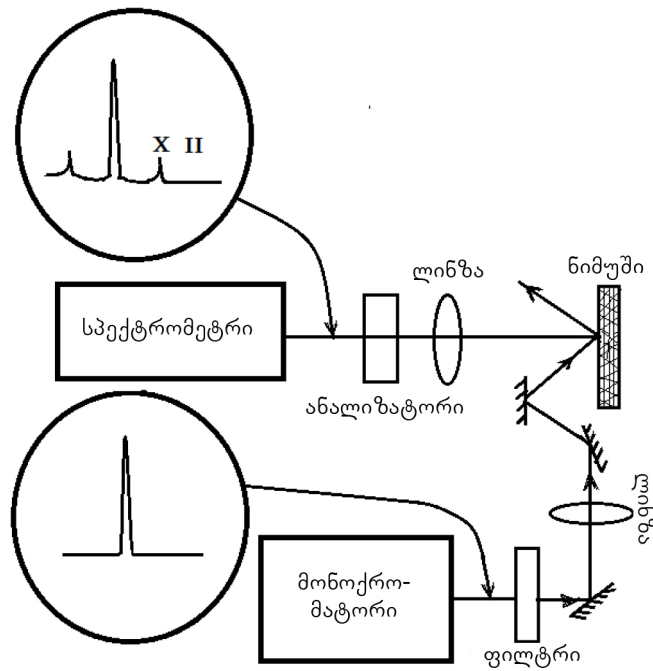 X II
ლინზა
ნიმუში
სპექტრომეტრი
ანალიზატორი
ლინზა
მონოქრო-
მატორი
ფილტრი